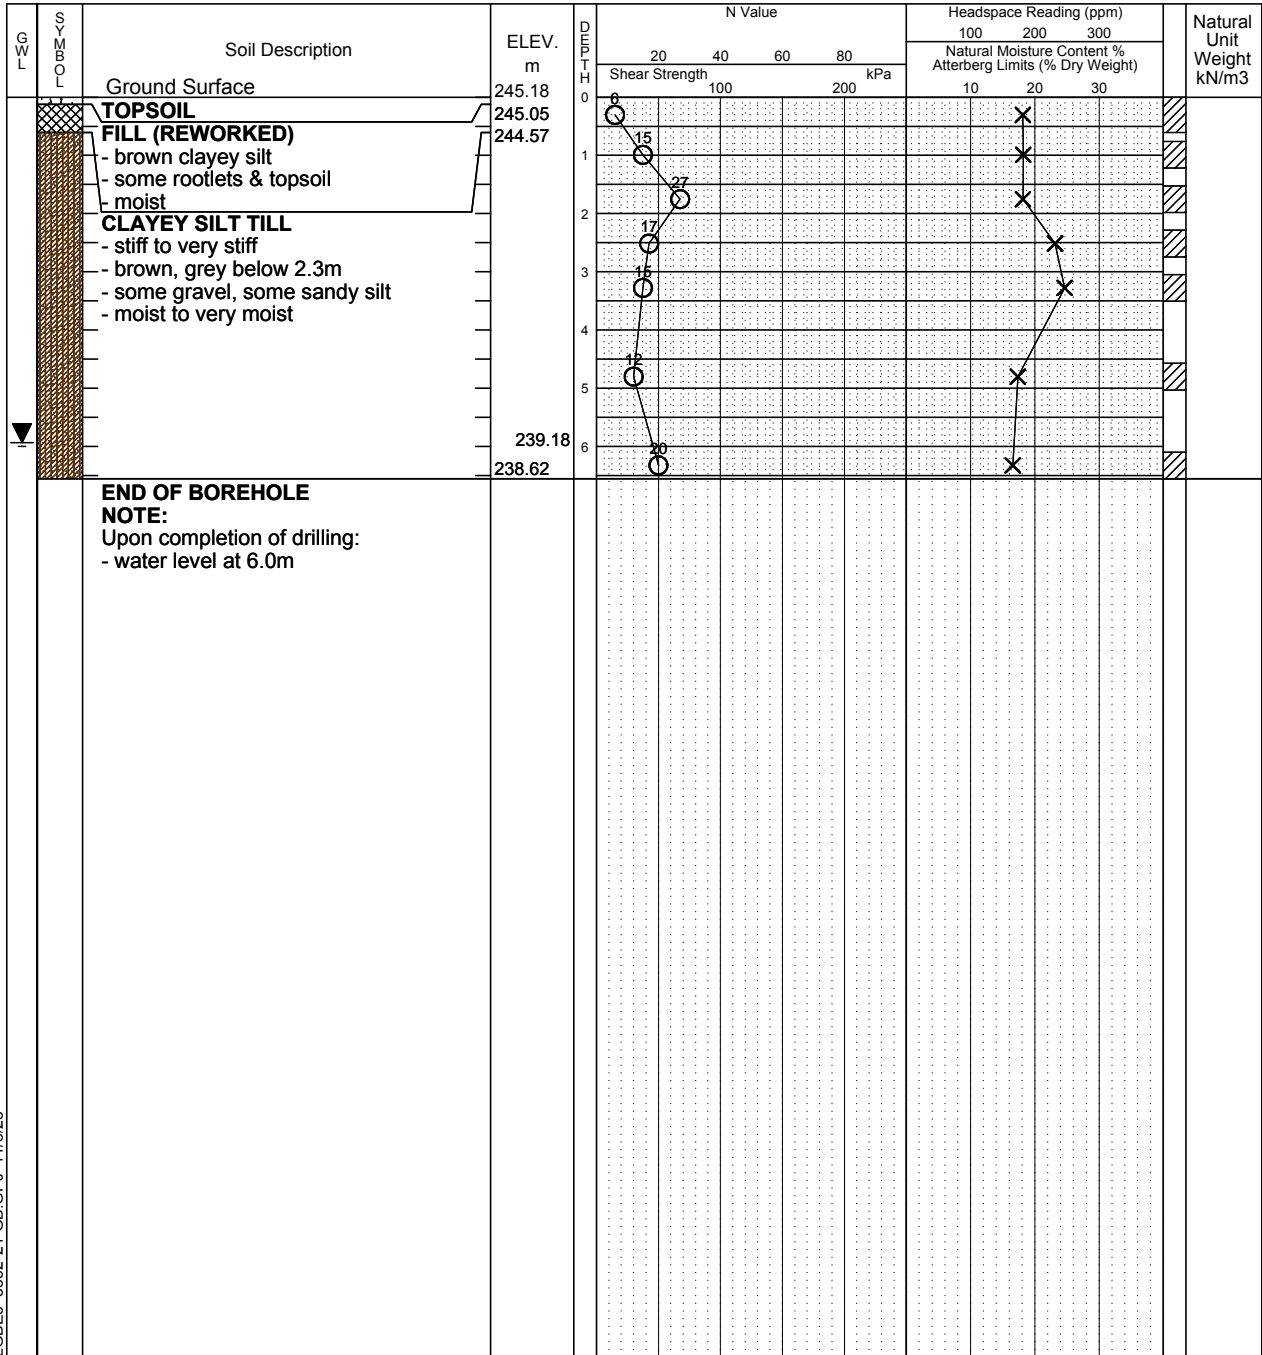 GWL
SYMBOL
Soil Description
Ground Surface
ELEV.
m
245.18
DEPTH
N Value
20 40 60 80
Shear Strength kPa
100 200
Headspace Reading (ppm)
100 200 300
Natural Moisture Content %
Atterberg Limits (% Dry Weight)
10 20 30
Natural
Unit
Weight
kN/m3
0
TOPSOIL 245.05
6
FILL (REWORKED) 244.57
15
- brown clayey silt
1
- some rootlets & topsoil
27
- moist
2
CLAYEY SILT TILL
17
- stiff to very stiff
- brown, grey below 2.3m
3
15
- some gravel, some sandy silt
- moist to very moist
4
12
5
239.18
6
20
238.62
END OF BOREHOLE
NOTE:
Upon completion of drilling:
- water level at 6.0m